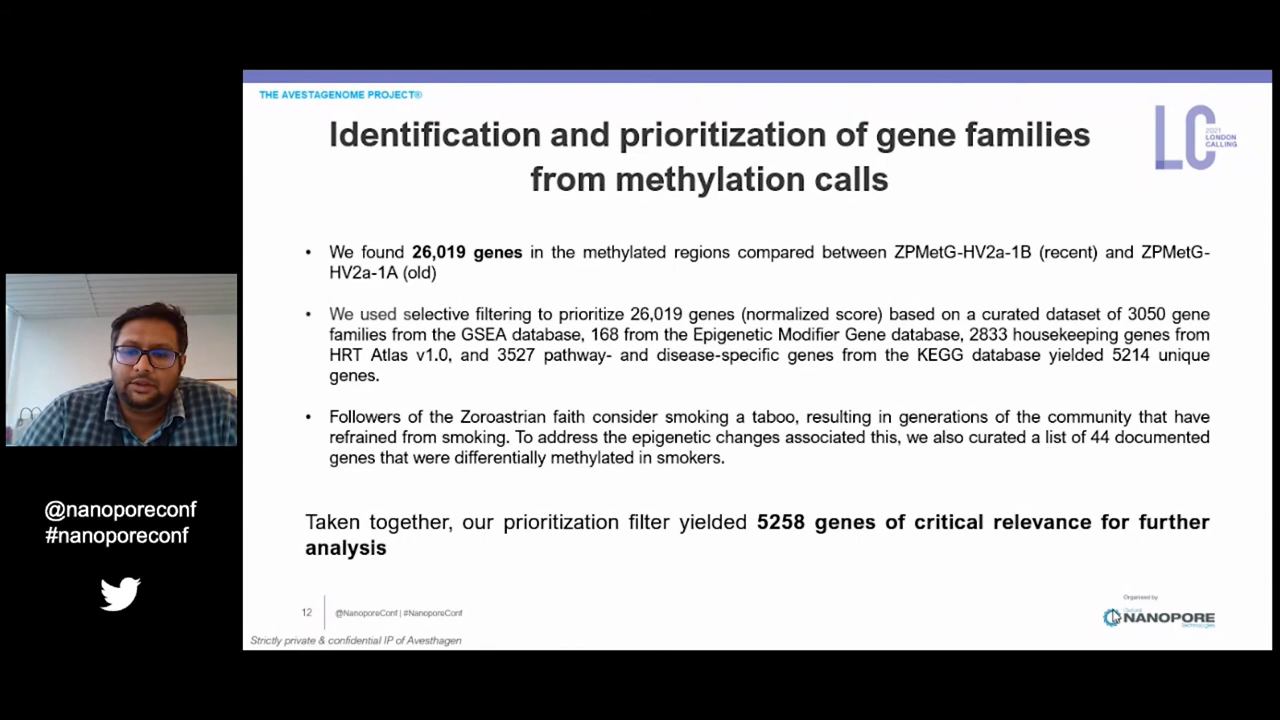 THE AVESTAGENOME PROJECT®
Identification and prioritization of gene families
from methylation calls
LC
2021
LONDON
CALLING
• We found 26,019 genes in the methylated regions compared between ZPMetG-HV2a-1B (recent) and ZPMetG-
HV2a-1A (old)
• We used selective filtering to prioritize 26,019 genes (normalized score) based on a curated dataset of 3050 gene
families from the GSEA database, 168 from the Epigenetic Modifier Gene database, 2833 housekeeping genes from
HRT Atlas v1.0, and 3527 pathway- and disease-specific genes from the KEGG database yielded 5214 unique
genes.
• Followers of the Zoroastrian faith consider smoking a taboo, resulting in generations of the community that have
refrained from smoking. To address the epigenetic changes associated this, we also curated a list of 44 documented
genes that were differentially methylated in smokers.
Taken together, our prioritization filter yielded 5258 genes of critical relevance for further
analysis
@nanoporeconf
#nanoporeconf
12
@NanoporeConf | #NanoporeConf
Organised by
Oxford
NANOPORE
Technologies
Strictly private & confidential IP of Avesthagen